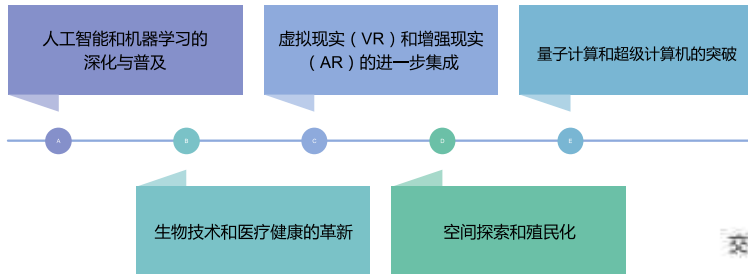 人工智能和机器学习的
深化与普及
虚拟现实（VR）和增强现实
（AR）的进一步集成
量子计算和超级计算机的突破
A
B
C
D
E
生物技术和医疗健康的革新
空间探索和殖民化
交